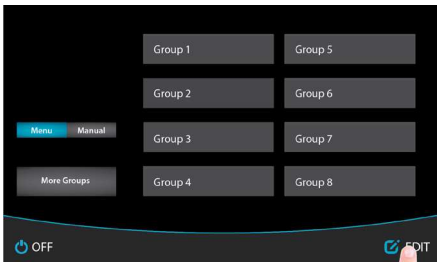 Group 1
Group 5
Group 2
Group 6
Menu
Manual
Group 3
Group 7
More Groups
Group 4
Group 8
OFF
EDIT